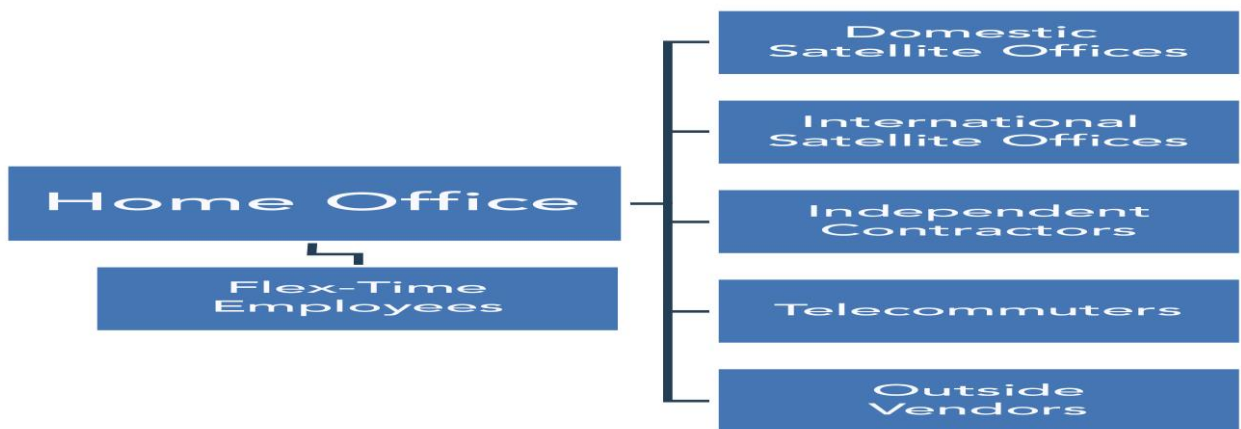 Home Office
Flex-Time
Employees
Domestic
Satellite Offices
International
Satellite Offices
Independent
Contractors
Telecommuters
Outside
Vendors